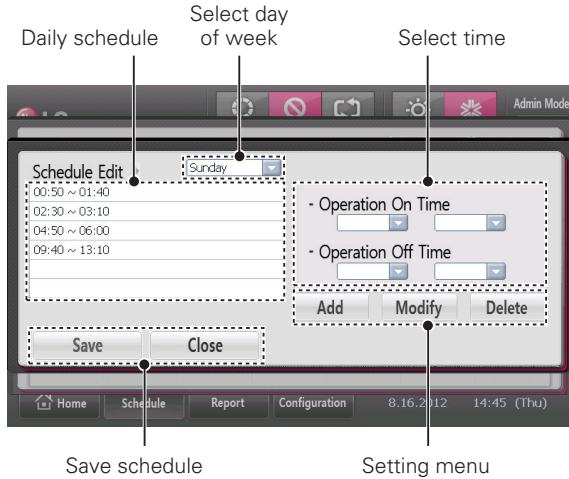 Select day
of week
Daily schedule
Select time
LG
Admin Mode
Schedule Edit
Sunday
00:50 ~ 01:40
02:30 ~ 03:10
04:50 ~ 06:00
09:40 ~ 13:10
- Operation On Time
- Operation Off Time
Add Modify Delete
Save Close
Home Schedule Report Configuration 8.16.2012 14:45 (Thu)
Save schedule
Setting menu